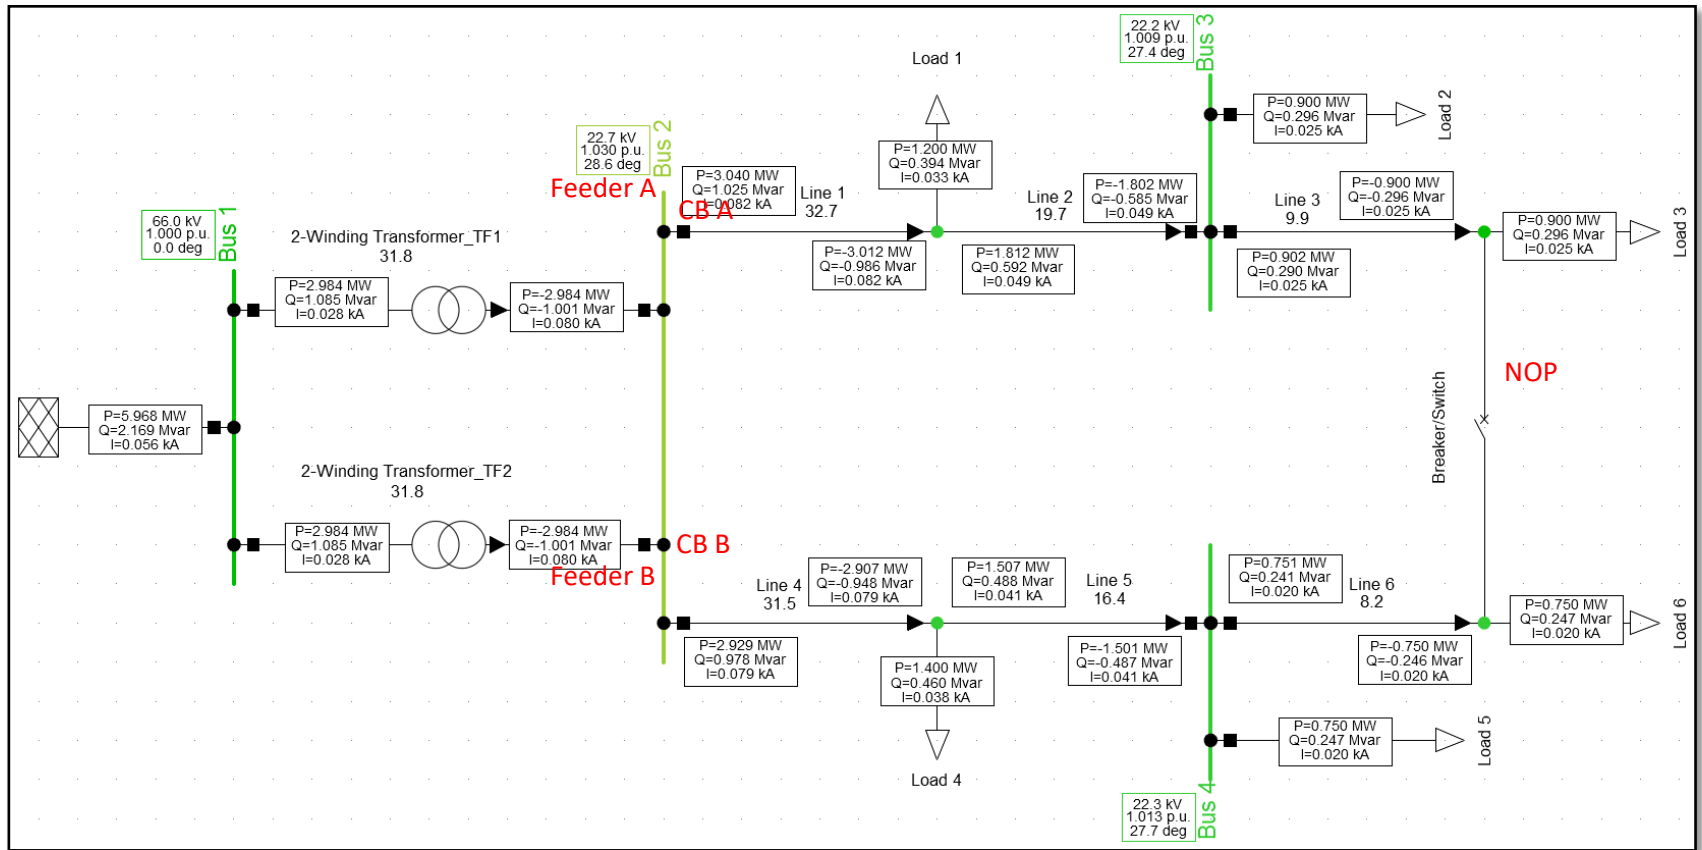 22.2 kV
1.009 p.u.
27.4 deg
Bus 3
Load 1
P=0.900 MW
Q=0.296 Mvar
I=0.025 kA
Load 2
22.7 kV
1.030 p.u.
28.6 deg
Bus 2
P=1.200 MW
Q=0.394 Mvar
I=0.033 kA
Feeder A
P=3.040 MW
Q=1.025 Mvar
I=0.082 kA
CB A
Line 1
32.7
Line 2
19.7
P=-1.802 MW
Q=-0.585 Mvar
I=0.049 kA
Line 3
9.9
P=-0.900 MW
Q=-0.296 Mvar
I=0.025 kA
P=0.900 MW
Q=0.296 Mvar
I=0.025 kA
Load 3
66.0 kV
1.000 p.u.
0.0 deg
Bus 1
2-Winding Transformer_TF1
31.8
P=-3.012 MW
Q=-0.986 Mvar
I=0.082 kA
P=1.812 MW
Q=0.592 Mvar
I=0.049 kA
P=0.902 MW
Q=0.290 Mvar
I=0.025 kA
P=2.984 MW
Q=1.085 Mvar
I=0.028 kA
P=-2.984 MW
Q=-1.001 Mvar
I=0.080 kA
NOP
Breaker/Switch
P=5.968 MW
Q=2.169 Mvar
I=0.056 kA
2-Winding Transformer_TF2
31.8
P=2.984 MW
Q=1.085 Mvar
I=0.028 kA
P=-2.984 MW
Q=-1.001 Mvar
I=0.080 kA
CB B
Feeder B
Line 4
31.5
P=-2.907 MW
Q=-0.948 Mvar
I=0.079 kA
P=1.507 MW
Q=0.488 Mvar
I=0.041 kA
Line 5
16.4
P=0.751 MW
Q=0.241 Mvar
I=0.020 kA
Line 6
8.2
P=0.750 MW
Q=0.247 Mvar
I=0.020 kA
Load 6
P=2.929 MW
Q=0.978 Mvar
I=0.079 kA
P=1.400 MW
Q=0.460 Mvar
I=0.038 kA
P=-1.501 MW
Q=-0.487 Mvar
I=0.041 kA
P=-0.750 MW
Q=-0.246 Mvar
I=0.020 kA
P=0.750 MW
Q=0.247 Mvar
I=0.020 kA
Load 5
Load 4
22.3 kV
1.013 p.u.
27.7 deg
Bus 4